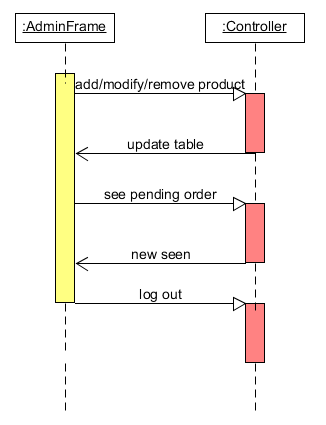 :AdminFrame
:Controller
add/modify/remove product
update table
see pending order
new seen
log out